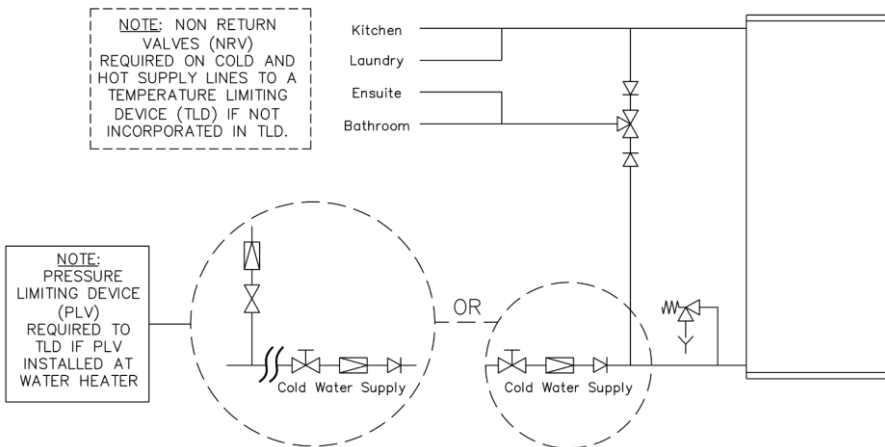 NOTE: NON RETURN
VALVES (NRV)
REQUIRED ON COLD AND
HOT SUPPLY LINES TO A
TEMPERATURE LIMITING
DEVICE (TLD) IF NOT
INCORPORATED IN TLD.
Kitchen
Laundry
Ensuite
Bathroom
NOTE:
PRESSURE
LIMITING DEVICE
(PLV)
REQUIRED TO
TLD IF PLV
INSTALLED AT
WATER HEATER
OR
Cold Water Supply
Cold Water Supply